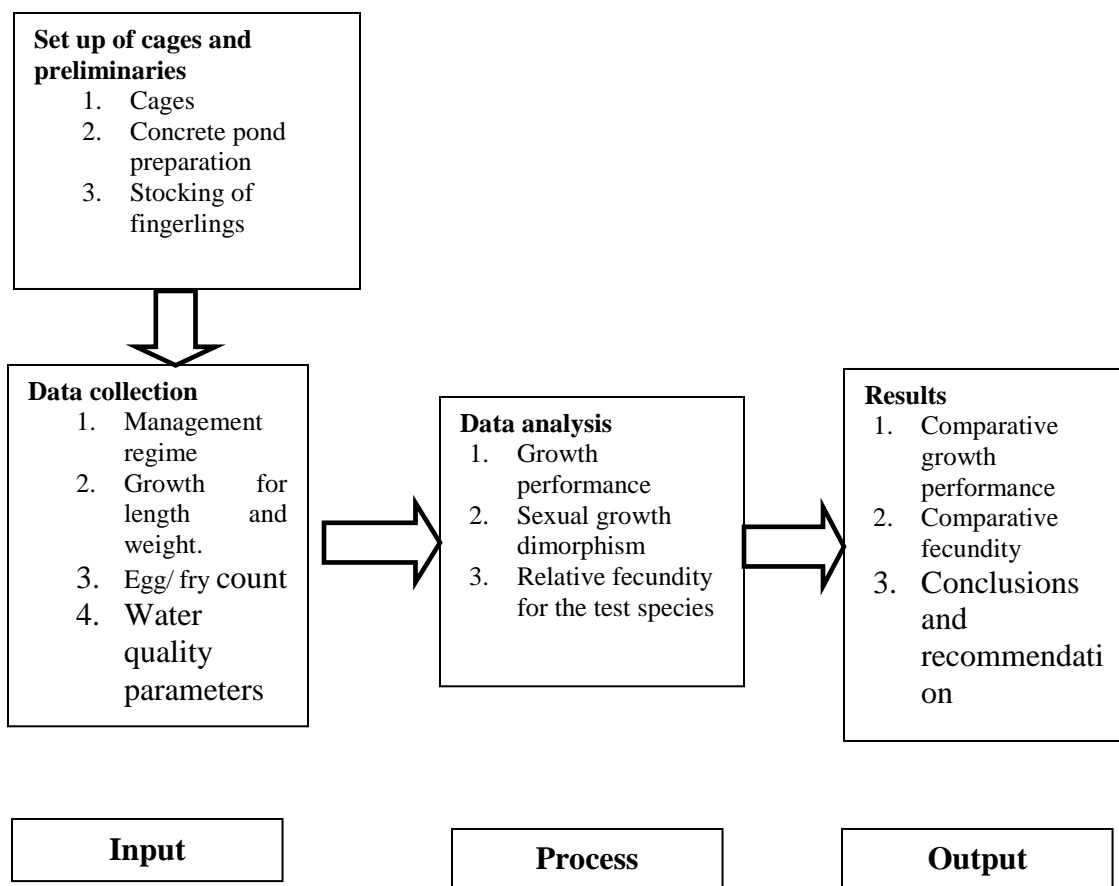 Set up of cages and
preliminaries
1. Cages
2. Concrete pond
preparation
3. Stocking of
fingerlings
Data collection
1. Management
regime
2. Growth for
length and
weight.
3. Egg/ fry count
4. Water
quality
parameters
Data analysis
1. Growth
performance
2. Sexual growth
dimorphism
3. Relative fecundity
for the test species
Results
1. Comparative
growth
performance
2. Comparative
fecundity
3. Conclusions
and
recommendati
on
Input
Process
Output